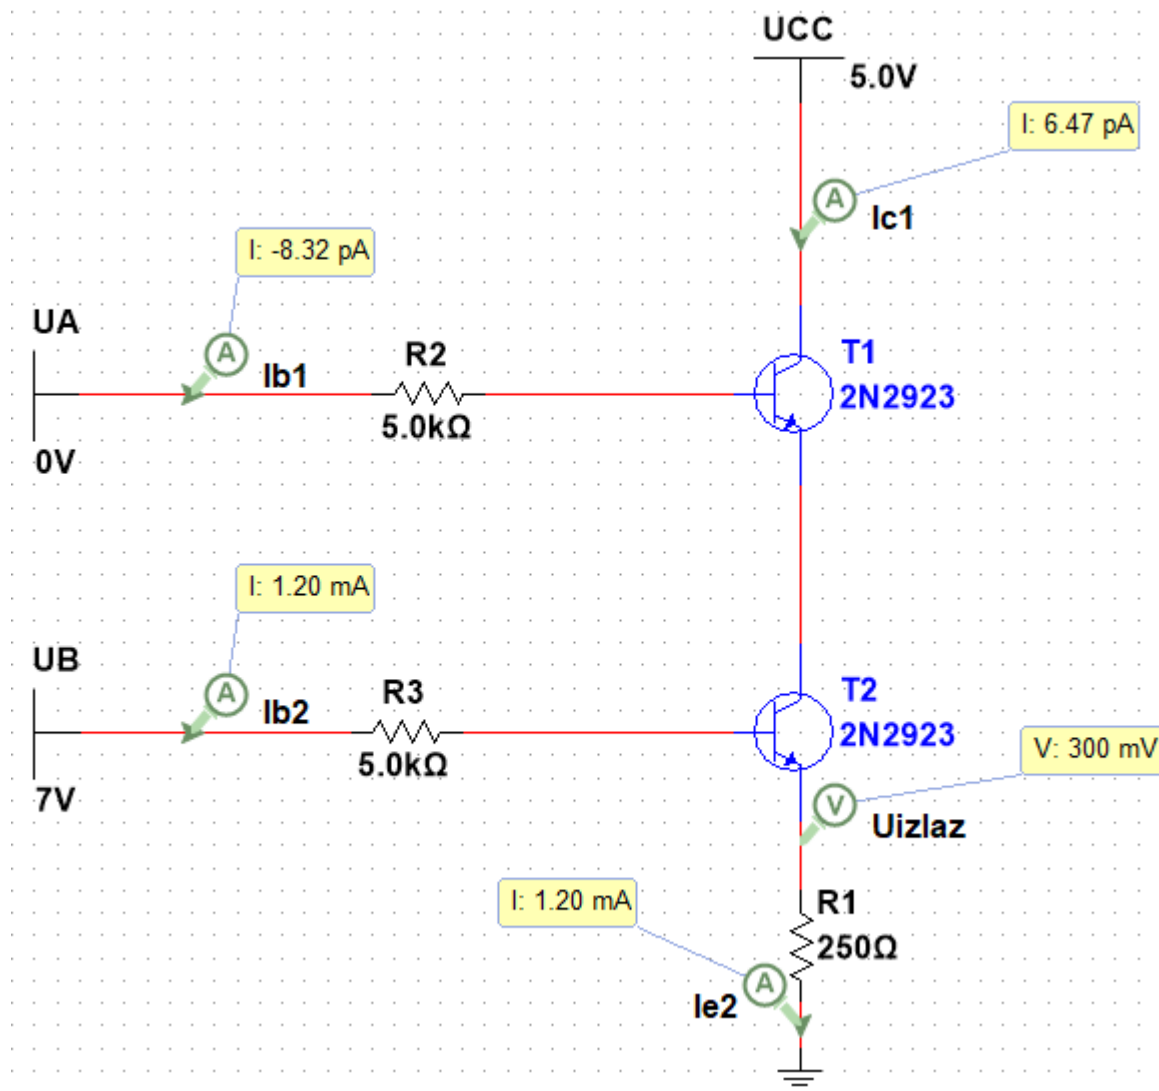 UCC
5.0V
I: 6.47 pA
A
Ic1
I: -8.32 pA
UA
A
Ib1
R2
5.0kΩ
0V
T1
2N2923
I: 1.20 mA
UB
A
Ib2
R3
5.0kΩ
7V
T2
2N2923
V: 300 mV
V
Uizlaz
I: 1.20 mA
R1
250Ω
A
Ie2